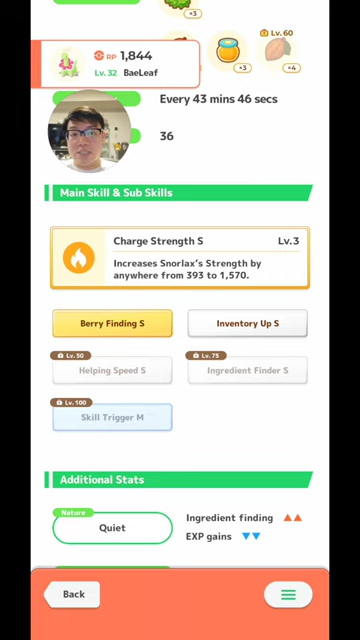 ×3
RP 1,844
Lv.32 BaeLeaf
×3
Lv.60
×4
Every 43 mins 46 secs
36
Main Skill & Sub Skills
Charge Strength S Lv.3
Increases Snorlax's Strength by
anywhere from 393 to 1,570.
Berry Finding S
Inventory Up S
Lv.50
Helping Speed S
Lv.75
Ingredient Finder S
Lv.100
Skill Trigger M
Additional Stats
Nature
Quiet
Ingredient finding
EXP gains
Back